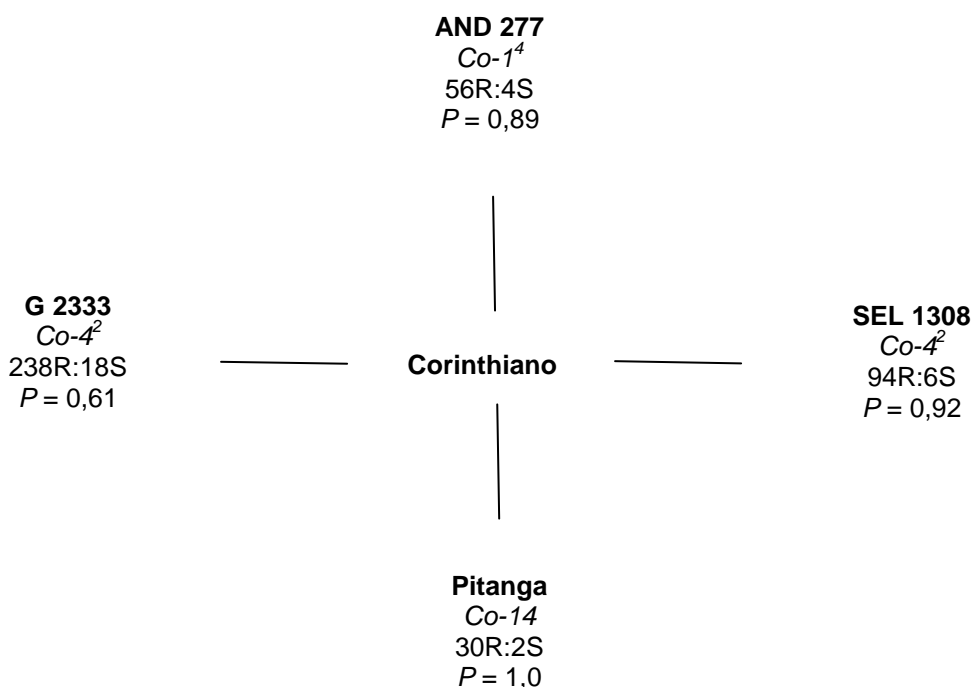 AND 277
Co-1⁴
56R:4S
P = 0,89
G 2333
Co-4²
238R:18S
P = 0,61
Corinthiano
SEL 1308
Co-4²
94R:6S
P = 0,92
Pitanga
Co-14
30R:2S
P = 1,0